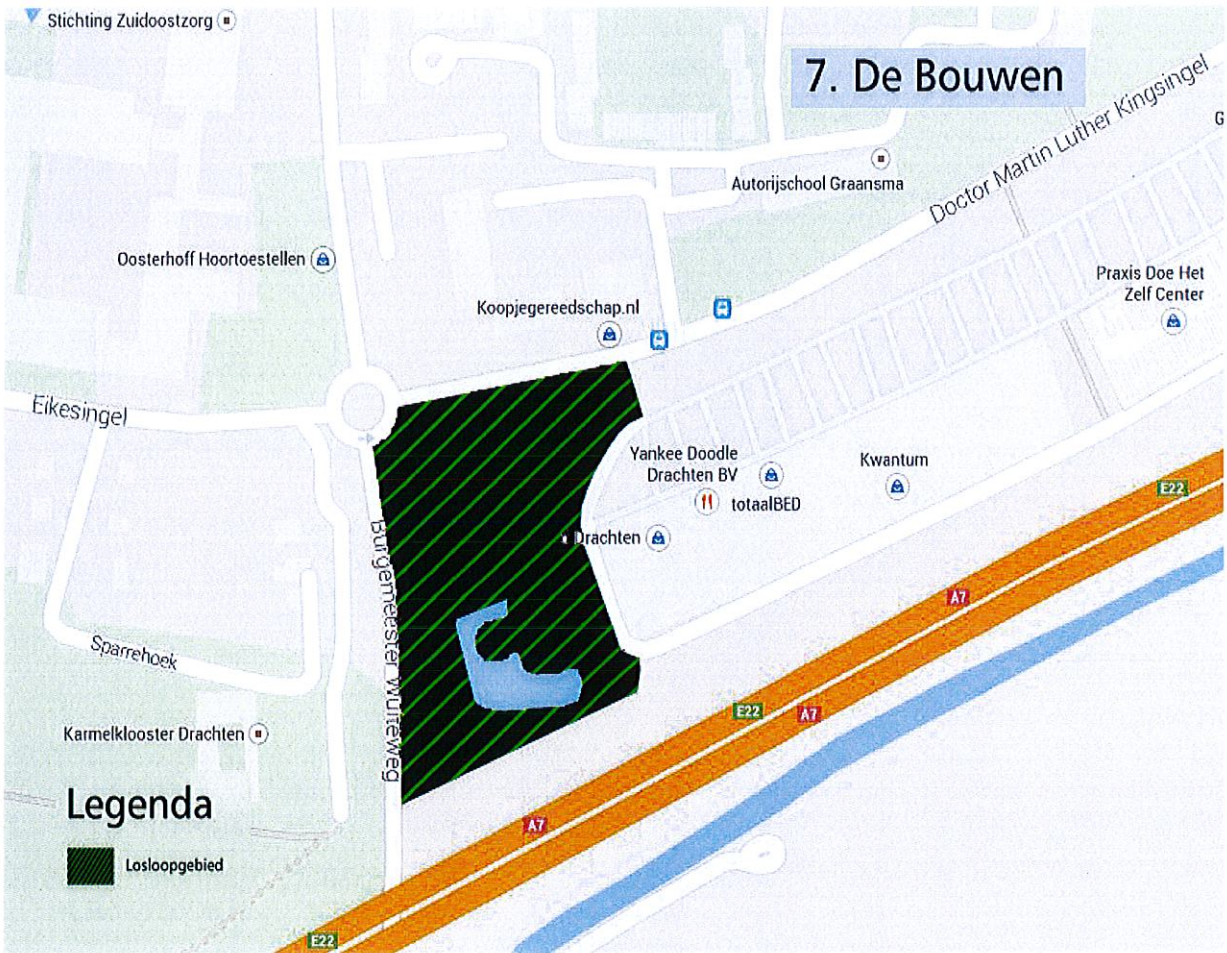 Stichting Zuidoostzorg
7. De Bouwen
Doctor Martin Luther Kingsingel
G
Autorijschool Graansma
Oosterhoff Hoortoestellen
Praxis Doe Het
Zelf Center
Koopjegereedschap.nl
Eikesingel
Yankee Doodle
Drachten BV
totaalBED
Kwantum
E22
Drachten
Burgemeester Wuiteweg
A7
Sparrehoek
E22
A7
Karmelklooster Drachten
Legenda
A7
Losloopgebied
E22